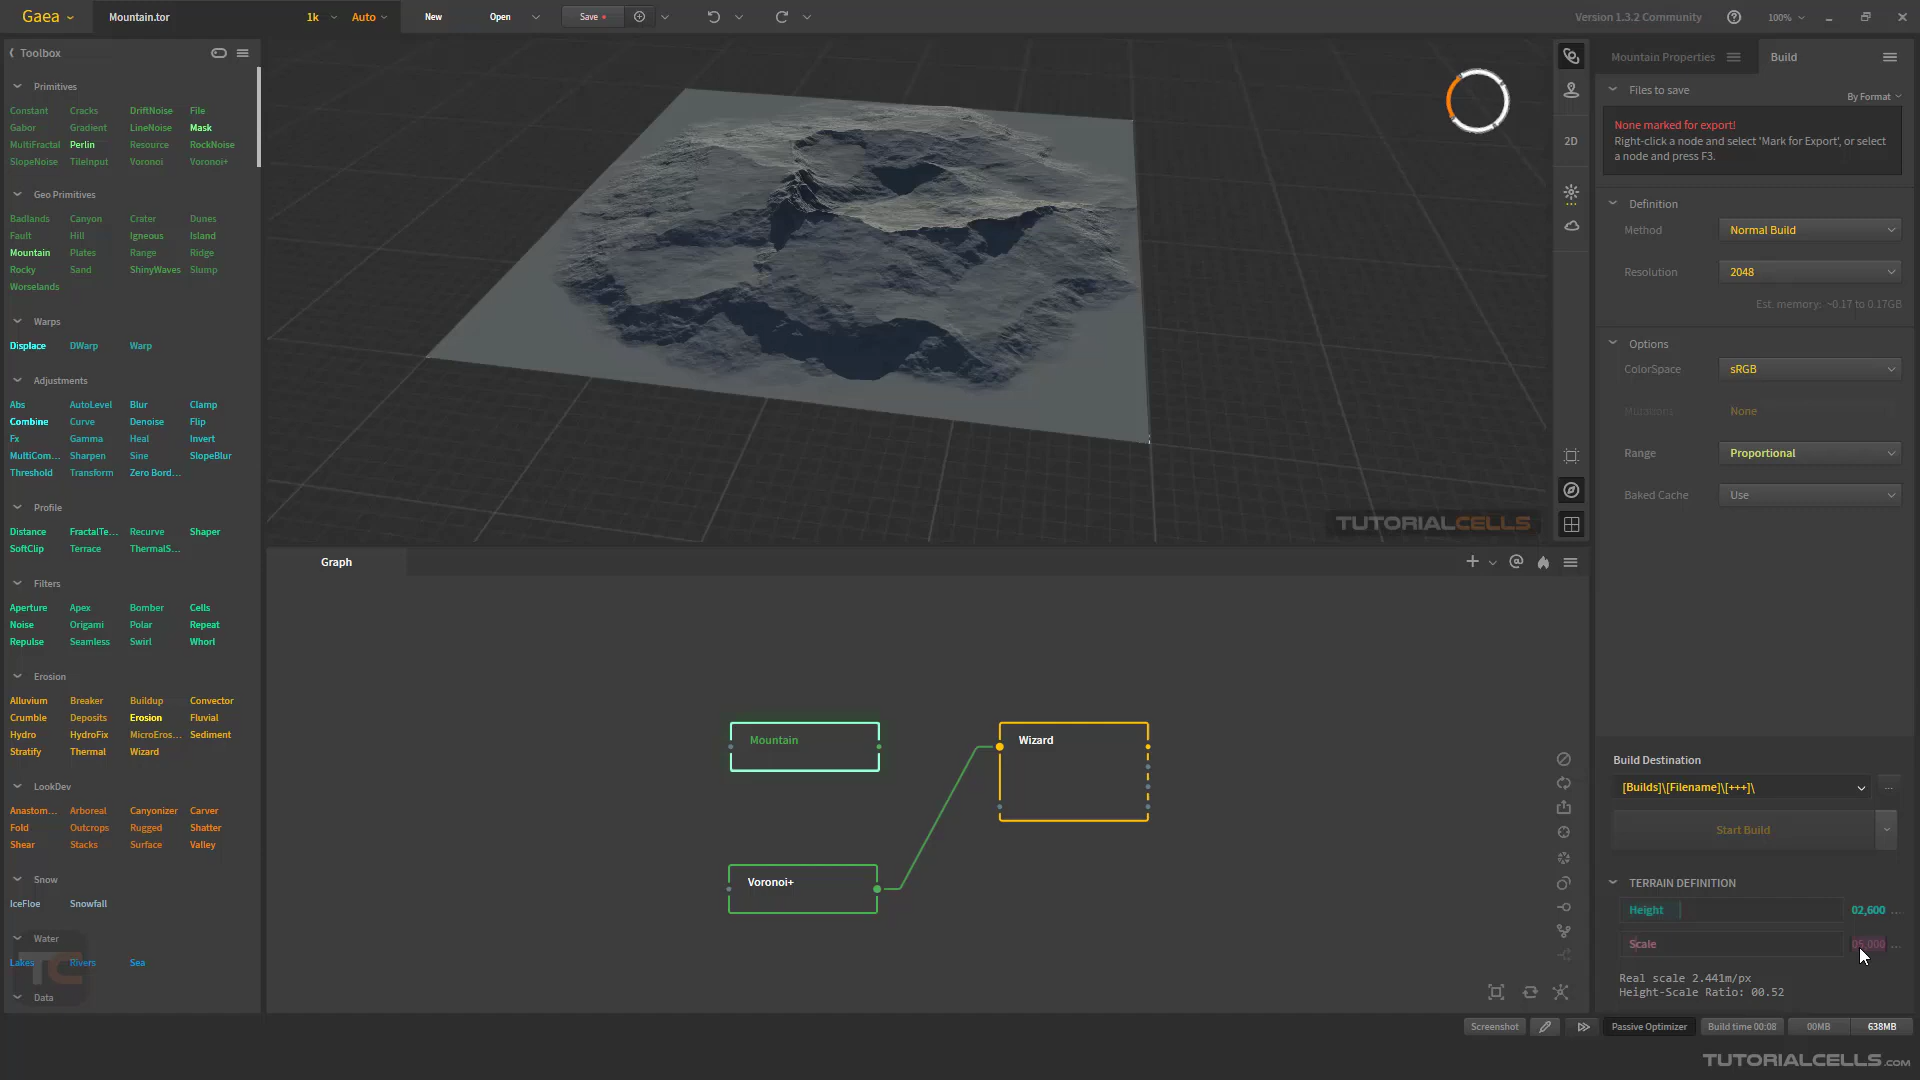 Gaea
Mountain.tor
1k
Auto
New
Open
Save
Version 1.3.2 Community
100%
Toolbox
Primitives
Constant Cracks DriftNoise File
Gabor Gradient LineNoise Mask
MultiFractal Perlin Resource RockNoise
SlopeNoise TileInput Voronoi Voronoi+
Geo Primitives
Badlands Canyon Crater Dunes
Fault Hill Igneous Island
Mountain Plates Range Ridge
Rocky Sand ShinyWaves Slump
Worselands
Warps
Displace DWarp Warp
Adjustments
Abs AutoLevel Blur Clamp
Combine Curve Denoise Flip
Fx Gamma Heal Invert
MultiCom... Sharpen Sine SlopeBlur
Threshold Transform Zero Bord...
Profile
Distance FractalTe... Recurve Shaper
SoftClip Terrace ThermalS...
Filters
Aperture Apex Bomber Cells
Noise Origami Polar Repeat
Repulse Seamless Swirl Whorl
Erosion
Alluvium Breaker Buildup Convector
Crumble Deposits Erosion Fluvial
Hydro HydroFix MicroEros... Sediment
Stratify Thermal Wizard
LookDev
Anastom... Arboreal Canyonizer Carver
Fold Outcrops Rugged Shatter
Shear Stacks Surface Valley
Snow
IceFloe Snowfall
Water
Lakes Rivers Sea
Data
TC
2D
TUTORIALCELLS
Graph
Mountain
Wizard
Voronoi+
Mountain Properties
Build
Files to save
By Format
None marked for export!
Right-click a node and select 'Mark for Export', or select
a node and press F3.
Definition
Method Normal Build
Resolution 2048
Est. memory: ~0.17 to 0.17GB
Options
ColorSpace sRGB
Mutations None
Range Proportional
Baked Cache Use
Build Destination
[Builds]\[Filename]\[+++]\
...
Start Build
TERRAIN DEFINITION
Height 02,600 ...
Scale 05,000 ...
Real scale 2.441m/px
Height-Scale Ratio: 00.52
Screenshot
Passive Optimizer
Build time 00:08
00MB
638MB
TUTORIALCELLS.COM